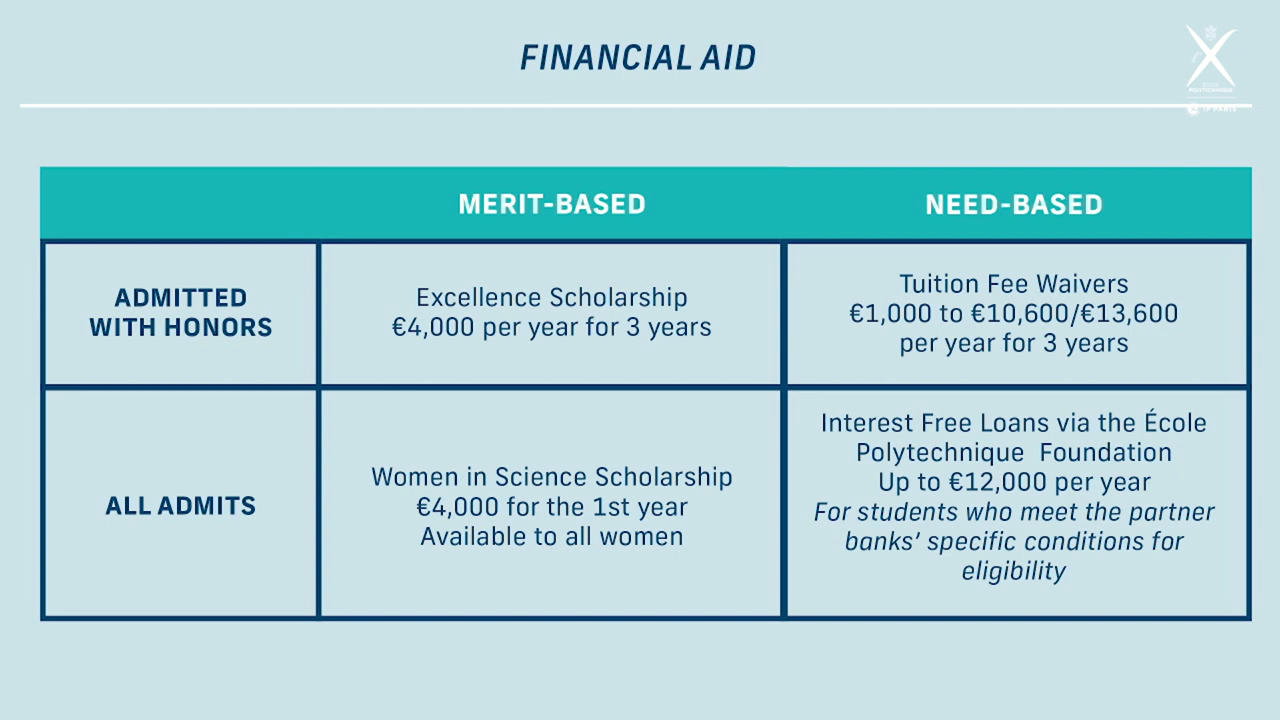 FINANCIAL AID
POLYTECHNIQUE
IP PARIS
MERIT-BASED
NEED-BASED
ADMITTED
WITH HONORS
Excellence Scholarship
€4,000 per year for 3 years
Tuition Fee Waivers
€1,000 to €10,600/€13,600
per year for 3 years
ALL ADMITS
Women in Science Scholarship
€4,000 for the 1st year
Available to all women
Interest Free Loans via the École
Polytechnique  Foundation
Up to €12,000 per year
For students who meet the partner
banks’ specific conditions for
eligibility